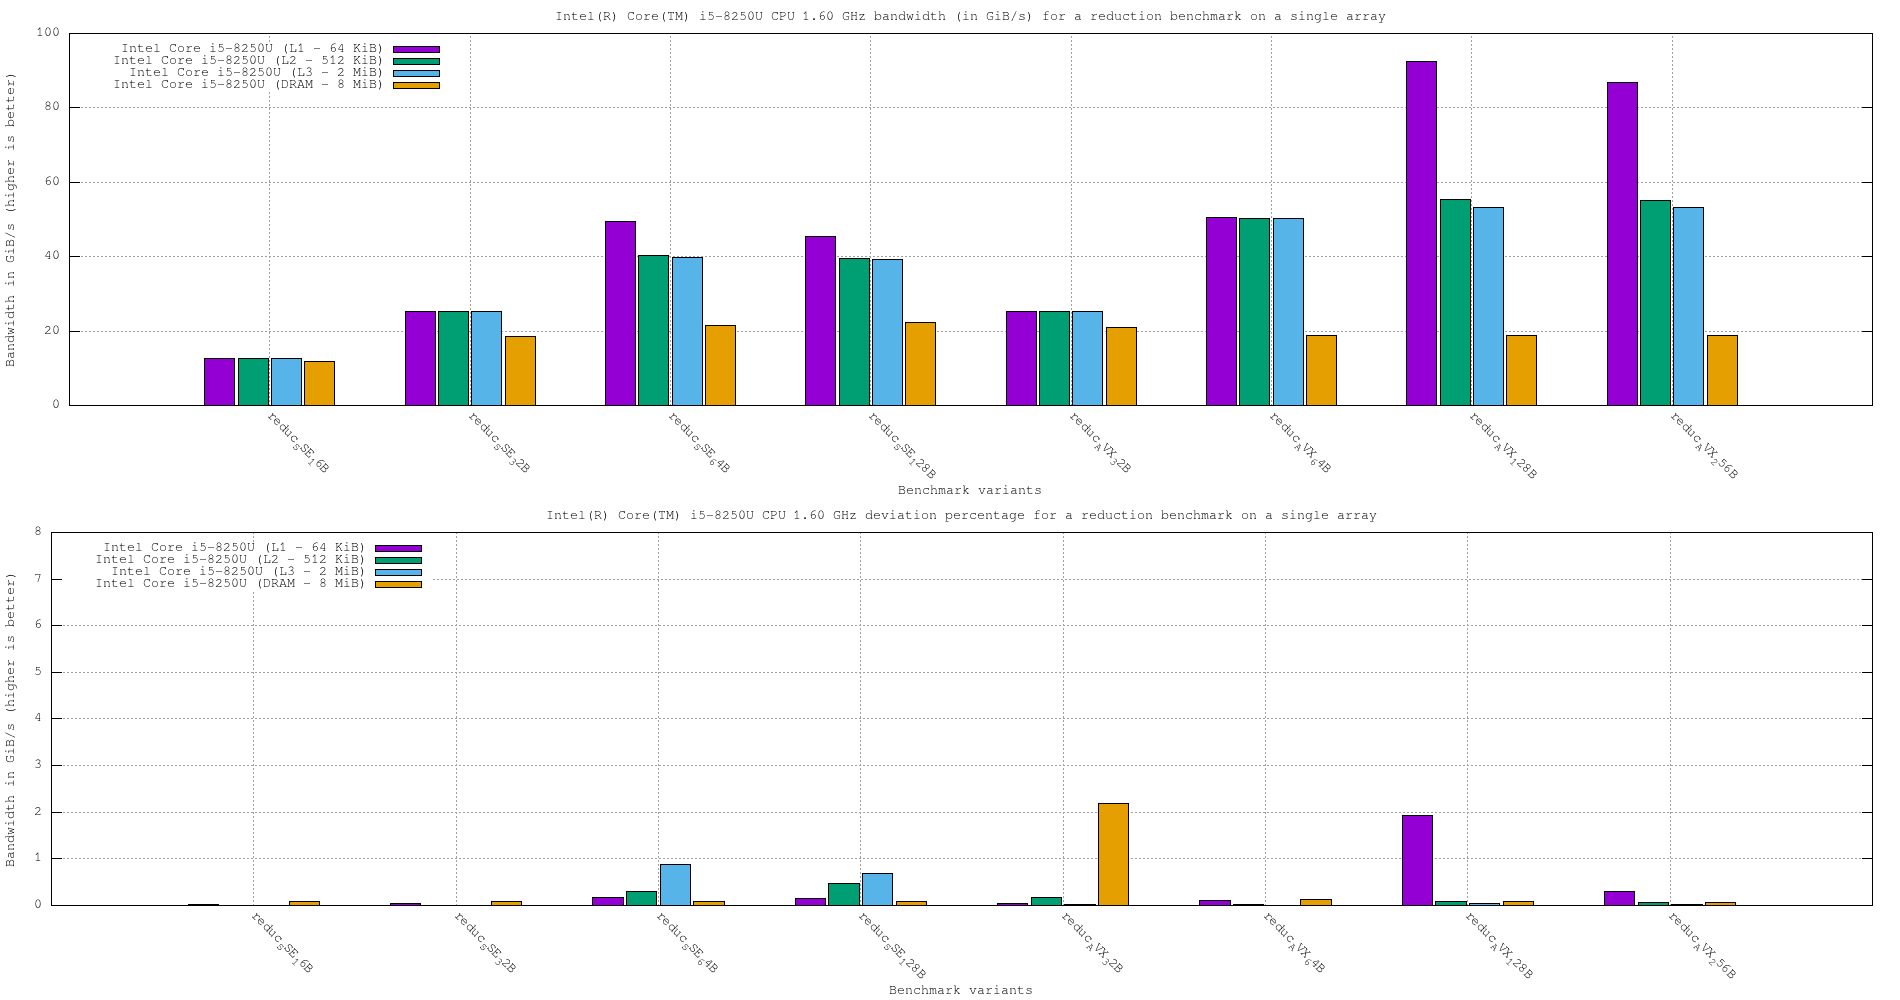 Intel(R) Core(TM) i5-8250U CPU 1.60 GHz bandwidth (in GiB/s) for a reduction benchmark on a single array
Bandwidth in GiB/s (higher is better)
100
80
60
40
20
0
Intel Core i5-8250U (L1 - 64 KiB)
Intel Core i5-8250U (L2 - 512 KiB)
Intel Core i5-8250U (L3 - 2 MiB)
Intel Core i5-8250U (DRAM - 8 MiB)
reduc_SSE_16B
reduc_SSE_32B
reduc_SSE_64B
reduc_SSE_128B
reduc_AVX_32B
reduc_AVX_64B
reduc_AVX_128B
reduc_AVX_256B
Benchmark variants
Intel(R) Core(TM) i5-8250U CPU 1.60 GHz deviation percentage for a reduction benchmark on a single array
Bandwidth in GiB/s (higher is better)
8
7
6
5
4
3
2
1
0
Intel Core i5-8250U (L1 - 64 KiB)
Intel Core i5-8250U (L2 - 512 KiB)
Intel Core i5-8250U (L3 - 2 MiB)
Intel Core i5-8250U (DRAM - 8 MiB)
reduc_SSE_16B
reduc_SSE_32B
reduc_SSE_64B
reduc_SSE_128B
reduc_AVX_32B
reduc_AVX_64B
reduc_AVX_128B
reduc_AVX_256B
Benchmark variants